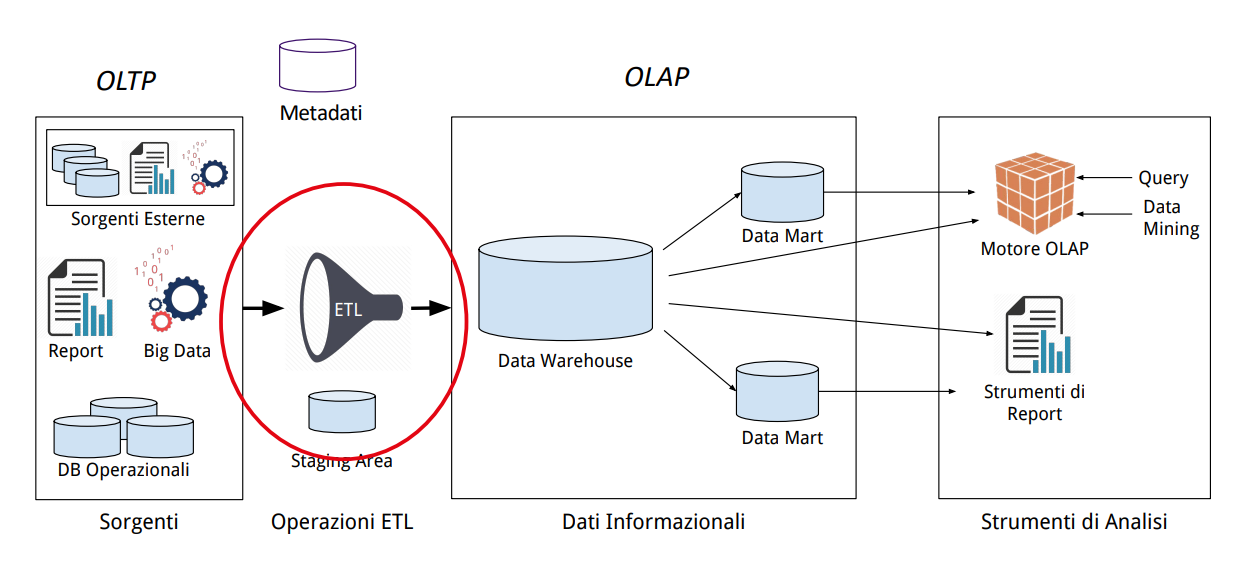 OLTP
Metadati
OLAP
Sorgenti Esterne
Report
Big Data
DB Operazionali
Sorgenti
ETL
Staging Area
Operazioni ETL
Data Warehouse
Data Mart
Data Mart
Dati Informazionali
Motore OLAP
Query
Data
Mining
Strumenti di
Report
Strumenti di Analisi